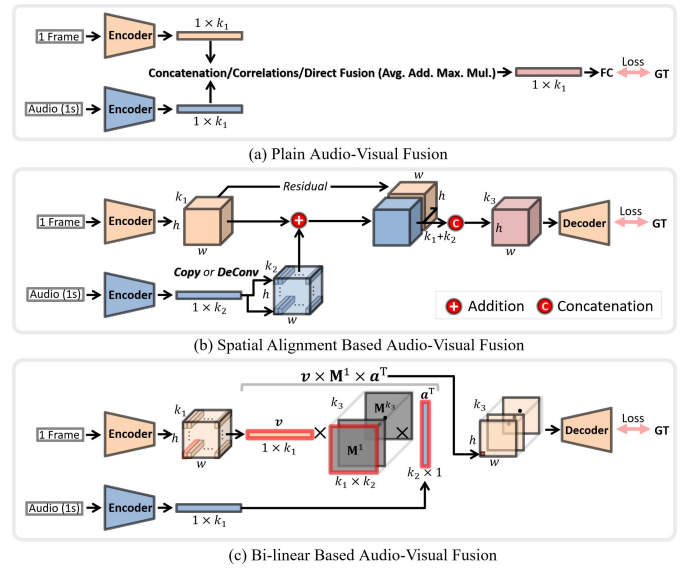 1 × k₁
1 Frame
Encoder
Concatenation/Correlations/Direct Fusion (Avg. Add. Max. Mul.)
FC
Loss
GT
1 × k₁
Audio (1s)
Encoder
1 × k₁
(a) Plain Audio-Visual Fusion
k₁
Residual
w
h
k₃
1 Frame
Encoder
h
w
k₁+k₂
C
h
w
Decoder
Loss
GT
Copy or DeConv
k₂
Audio (1s)
Encoder
1 × k₂
h
w
+ Addition
C Concatenation
(b) Spatial Alignment Based Audio-Visual Fusion
v × M¹ × aᵀ
k₁
k₃
aᵀ
k₃
1 Frame
Encoder
h
w
v
1 × k₁
×
M^k₃
M¹
×
k₁ × k₂
k₂ × 1
h
w
Decoder
Loss
GT
Audio (1s)
Encoder
1 × k₁
(c) Bi-linear Based Audio-Visual Fusion